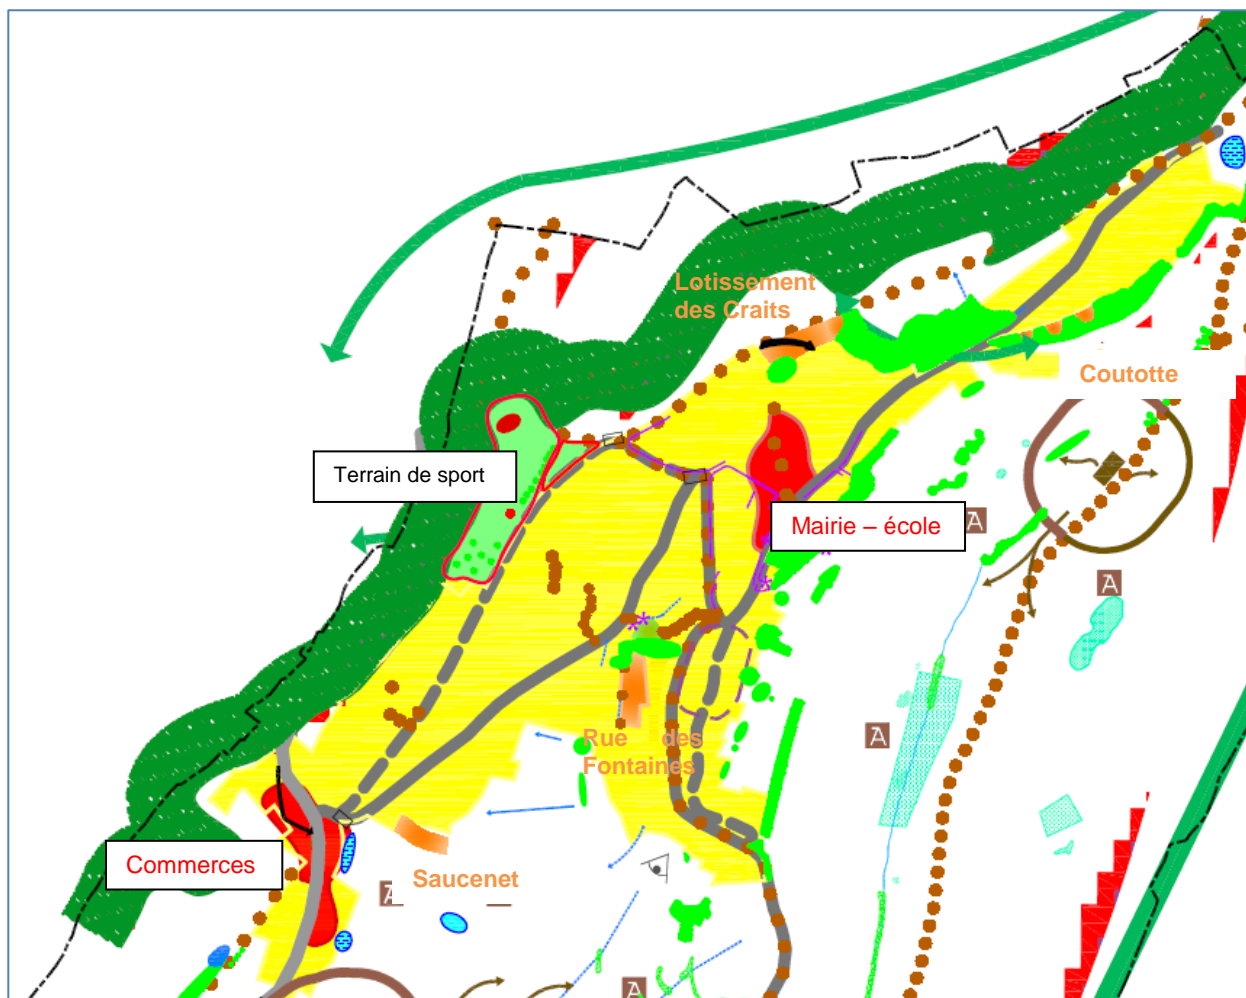 Lotissement
des Craits
Coutotte
Terrain de sport
Mairie – école
A
A
A
Rue des
Fontaines
Commerces
Saucenet
A
A